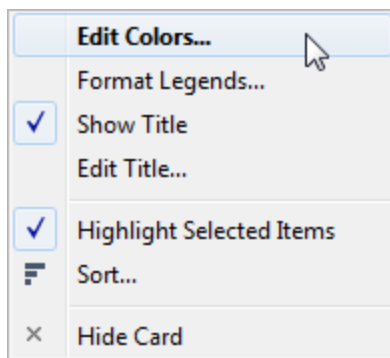 Edit Colors...
Format Legends...
Show Title
Edit Title...
Highlight Selected Items
Sort...
Hide Card